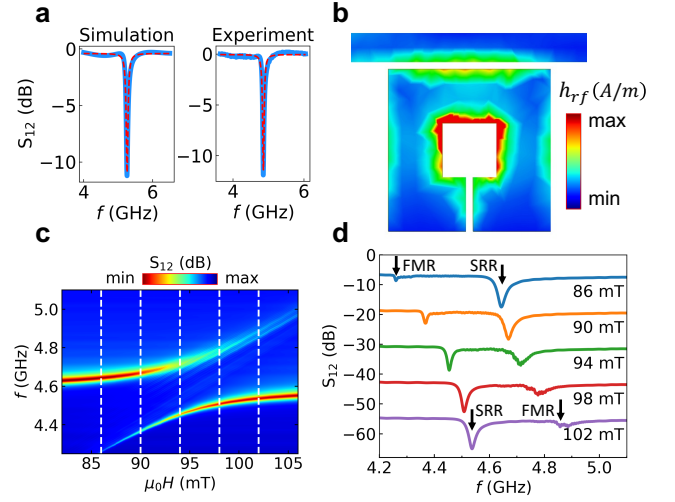 a
Simulation
Experiment
0
−5
−10
S12 (dB)
4
6
f (GHz)
0
−5
−10
4
6
f (GHz)
b
hrf (A/m)
max
min
c
S12 (dB)
min
max
5.0
4.8
4.6
4.4
f (GHz)
85
90
95
100
105
μ0H (mT)
d
0
−10
−20
−30
−40
−50
−60
S12 (dB)
FMR
SRR
86 mT
90 mT
94 mT
98 mT
SRR
FMR
102 mT
4.2
4.4
4.6
4.8
5.0
f (GHz)